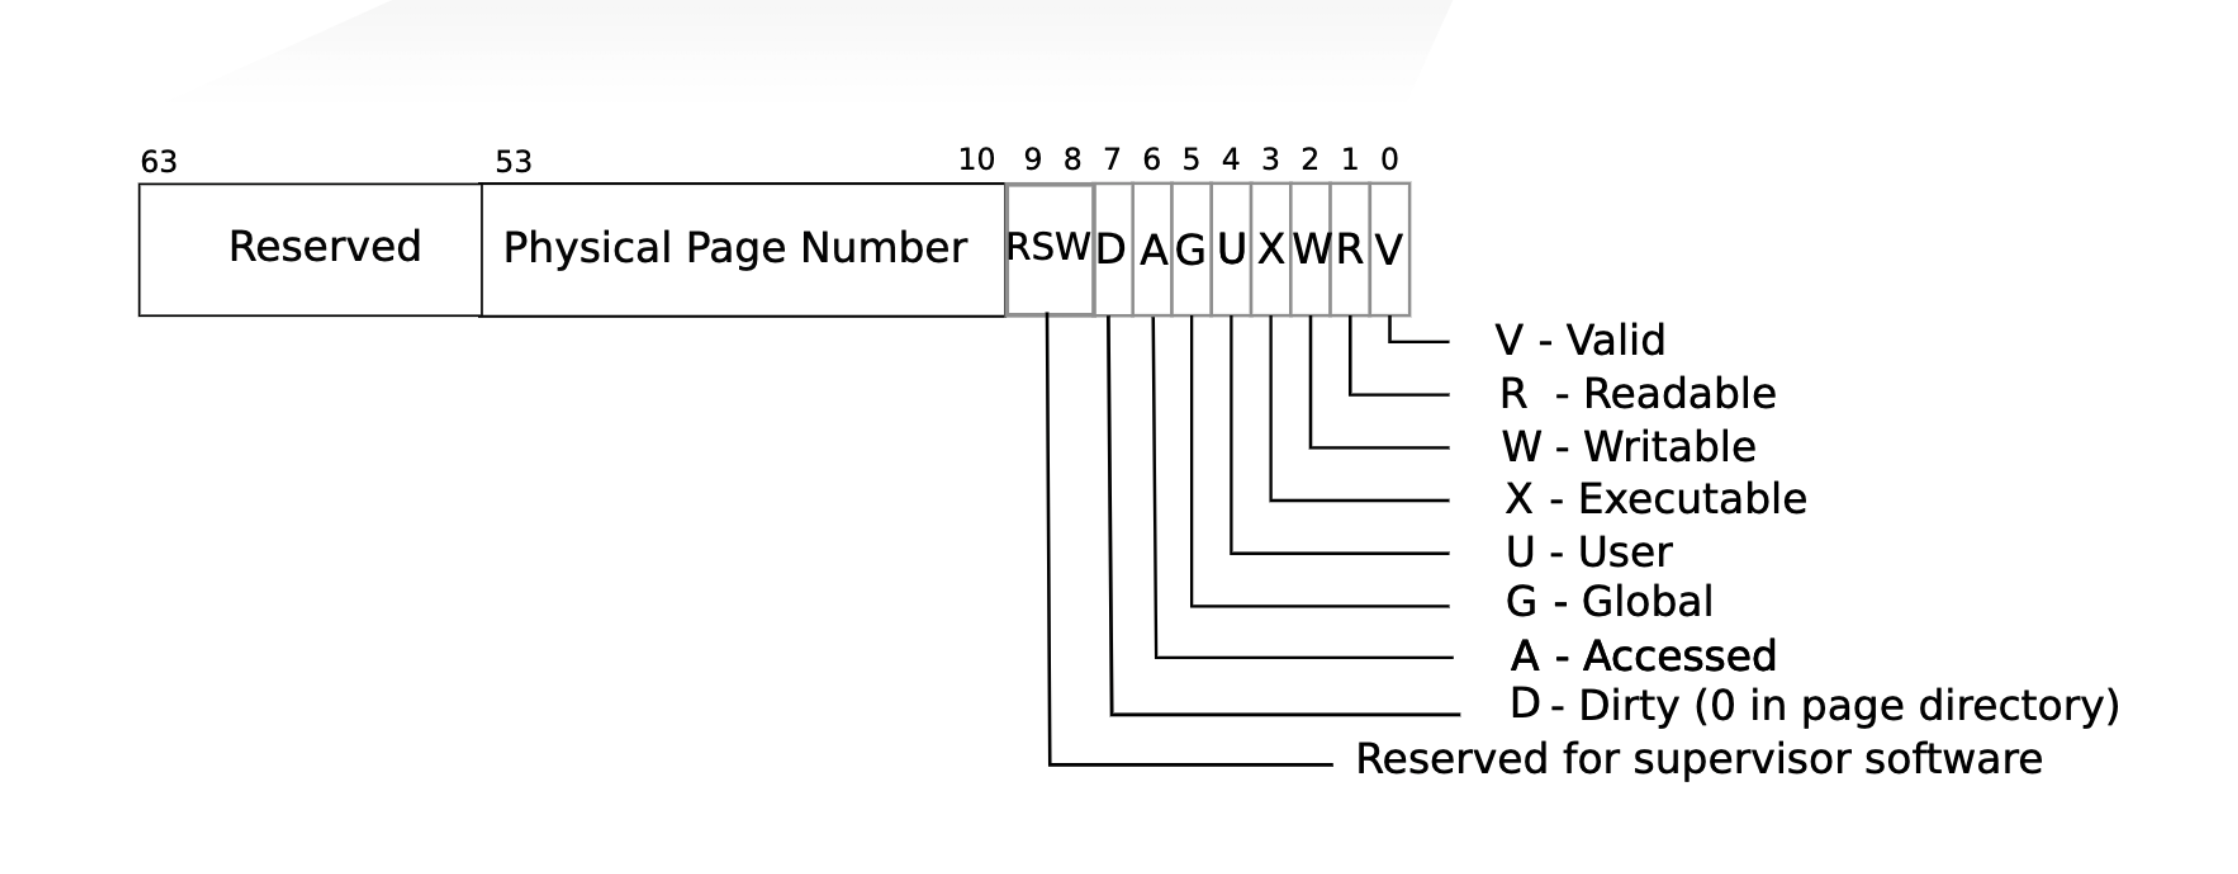 63 53 10 9 8 7 6 5 4 3 2 1 0
Reserved Physical Page Number RSW D A G U X W R V
V - Valid
R - Readable
W - Writable
X - Executable
U - User
G - Global
A - Accessed
D - Dirty (0 in page directory)
Reserved for supervisor software